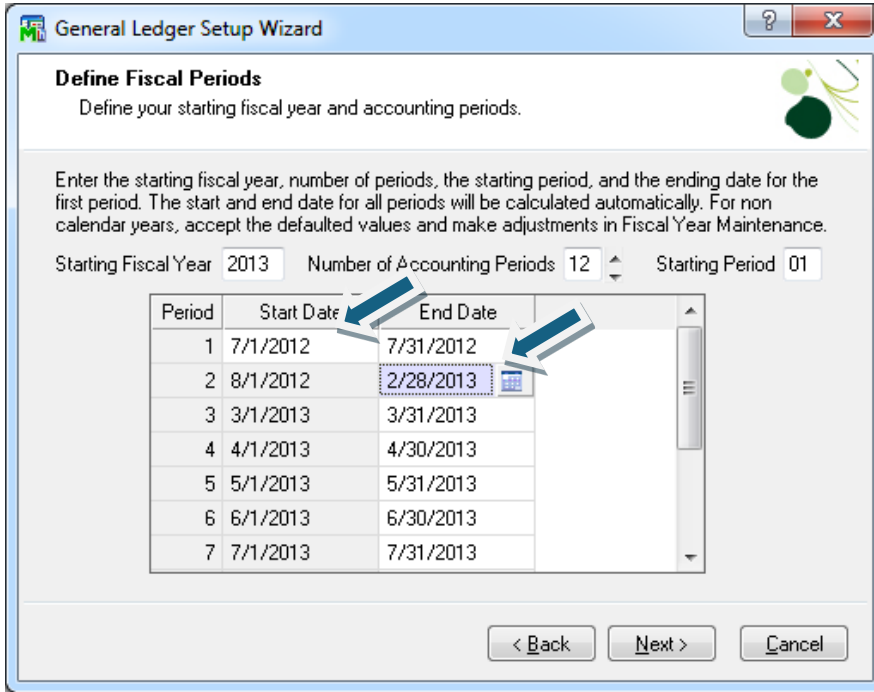 General Ledger Setup Wizard
Define Fiscal Periods
Define your starting fiscal year and accounting periods.
Enter the starting fiscal year, number of periods, the starting period, and the ending date for the
first period. The start and end date for all periods will be calculated automatically. For non
calendar years, accept the defaulted values and make adjustments in Fiscal Year Maintenance.
Starting Fiscal Year 2013 Number of Accounting Periods 12 Starting Period 01
Period Start Date End Date
1 7/1/2012 7/31/2012
2 8/1/2012 2/28/2013
3 3/1/2013 3/31/2013
4 4/1/2013 4/30/2013
5 5/1/2013 5/31/2013
6 6/1/2013 6/30/2013
7 7/1/2013 7/31/2013
< Back Next > Cancel